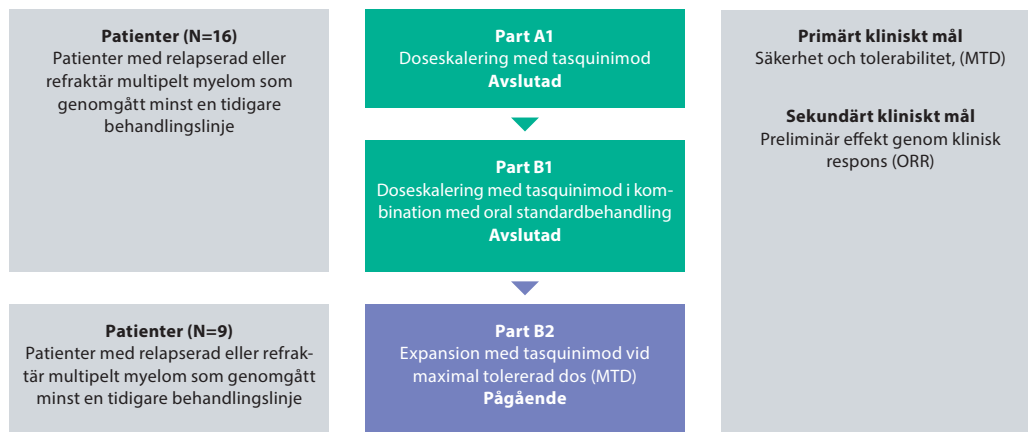 Patienter (N=16)
Patienter med relapserad eller
refraktär multipelt myelom som
genomgått minst en tidigare
behandlingslinje
Part A1
Doseskalering med tasquinimod
Avslutad
Part B1
Doseskalering med tasquinimod i kom-
bination med oral standardbehandling
Avslutad
Primärt kliniskt mål
Säkerhet och tolerabilitet, (MTD)
Sekundärt kliniskt mål
Preliminär effekt genom klinisk
respons (ORR)
Patienter (N=9)
Patienter med relapserad eller refrak-
tär multipelt myelom som genomgått
minst en tidigare behandlingslinje
Part B2
Expansion med tasquinimod vid
maximal tolererad dos (MTD)
Pågående